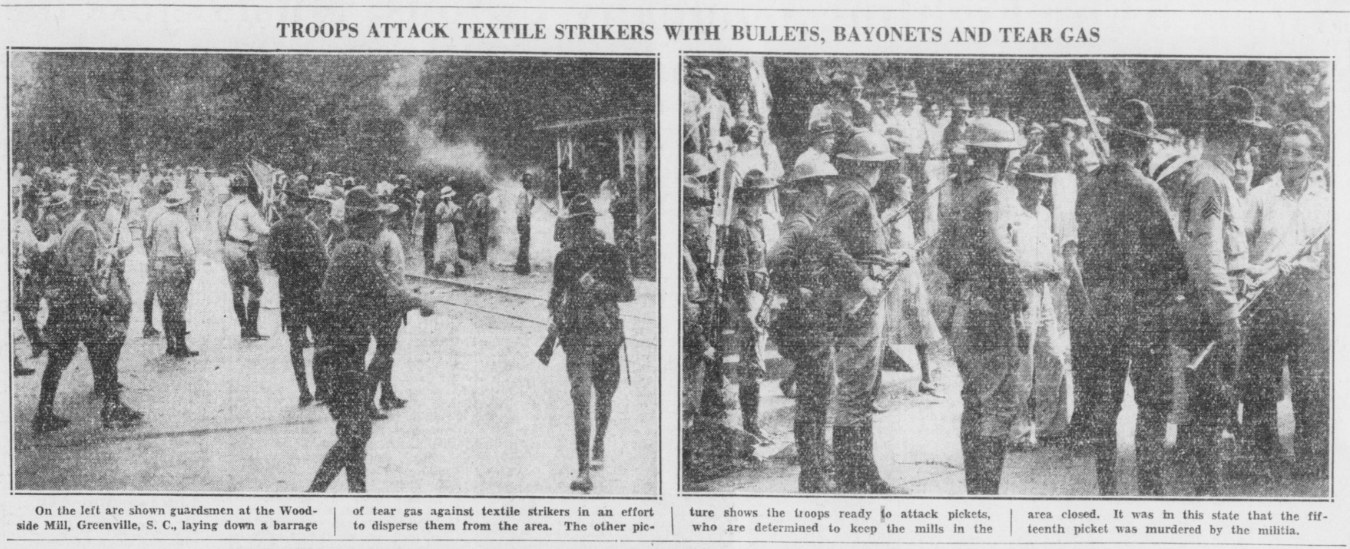 TROOPS ATTACK TEXTILE STRIKERS WITH BULLETS, BAYONETS AND TEAR GAS
On the left are shown guardsmen at the Wood-
side Mill, Greenville, S. C., laying down a barrage
of tear gas against textile strikers in an effort
to disperse them from the area. The other pic-
ture shows the troops ready to attack pickets,
who are determined to keep the mills in the
area closed. It was in this state that the fif-
teenth picket was murdered by the militia.